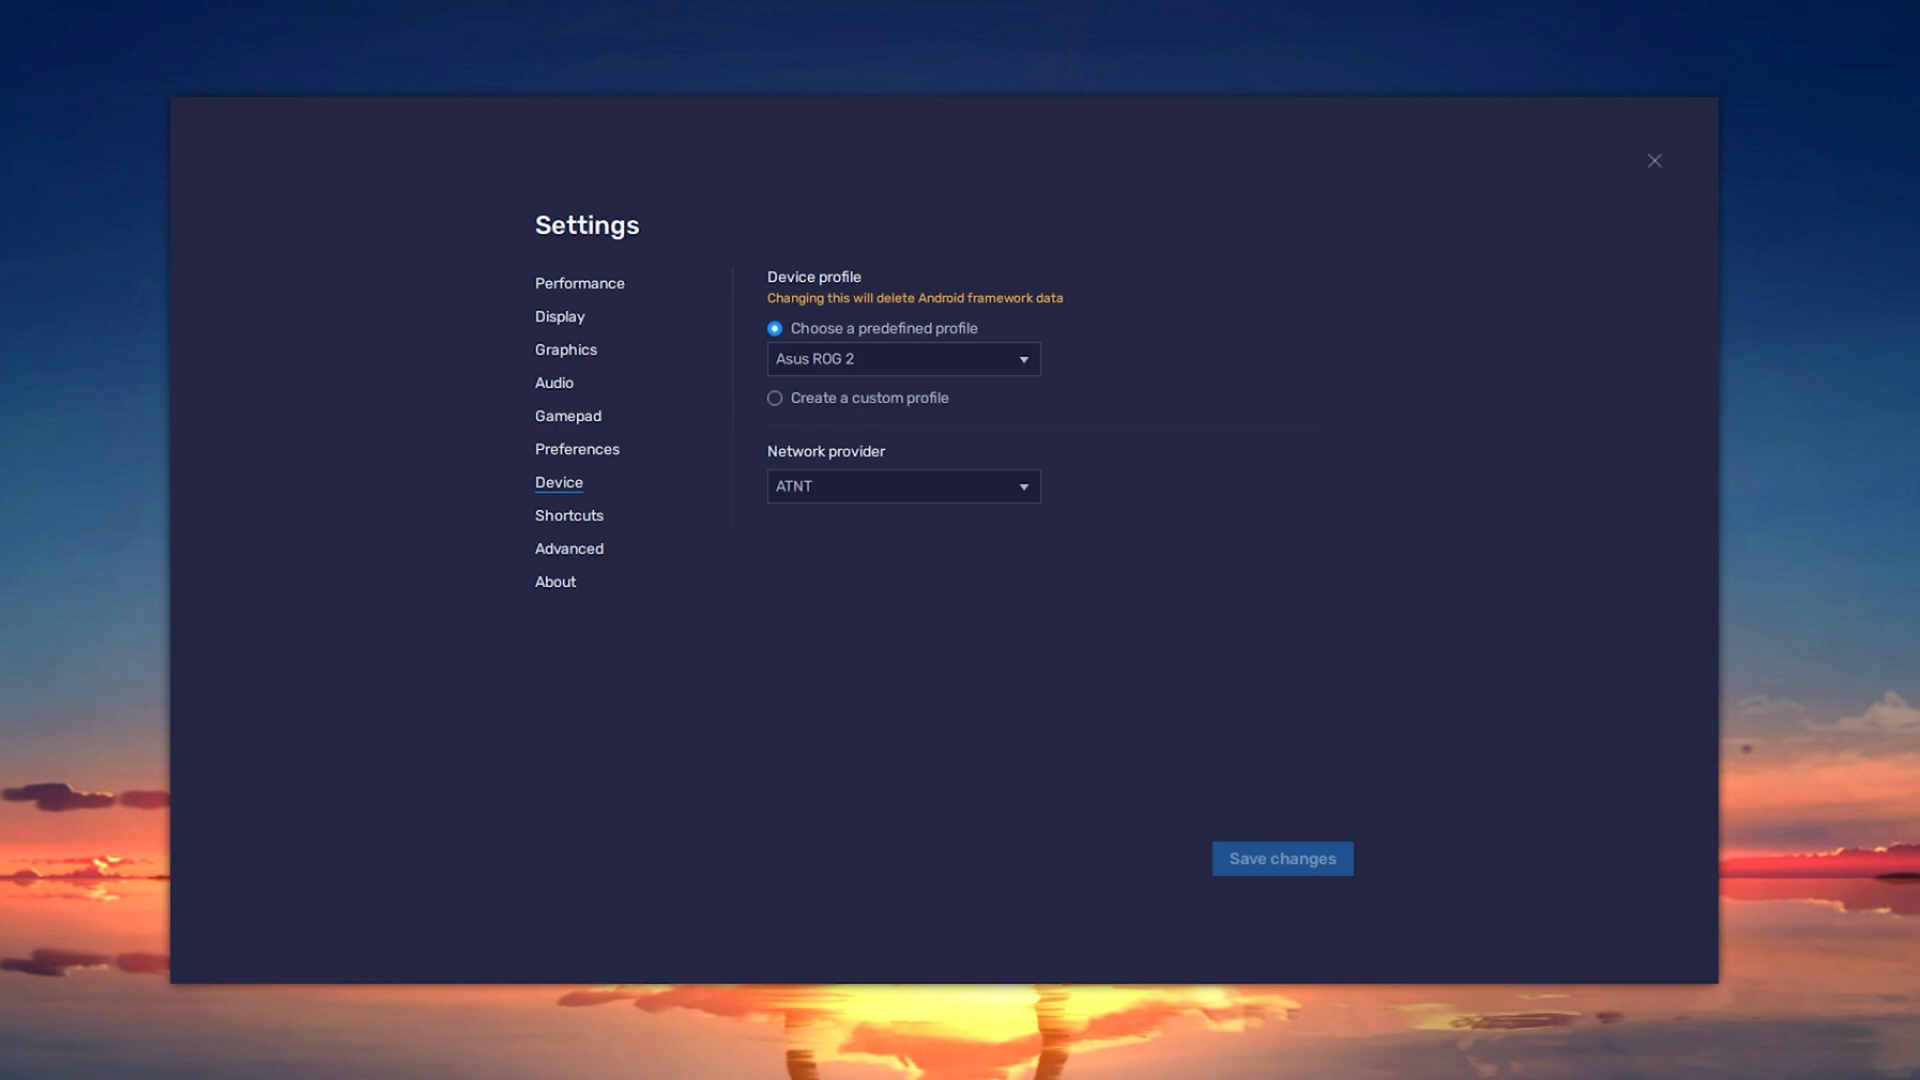 Settings
Performance
Display
Graphics
Audio
Gamepad
Preferences
Device
Shortcuts
Advanced
About
Device profile
Changing this will delete Android framework data
Choose a predefined profile
Asus ROG 2
Create a custom profile
Network provider
ATNT
Save changes